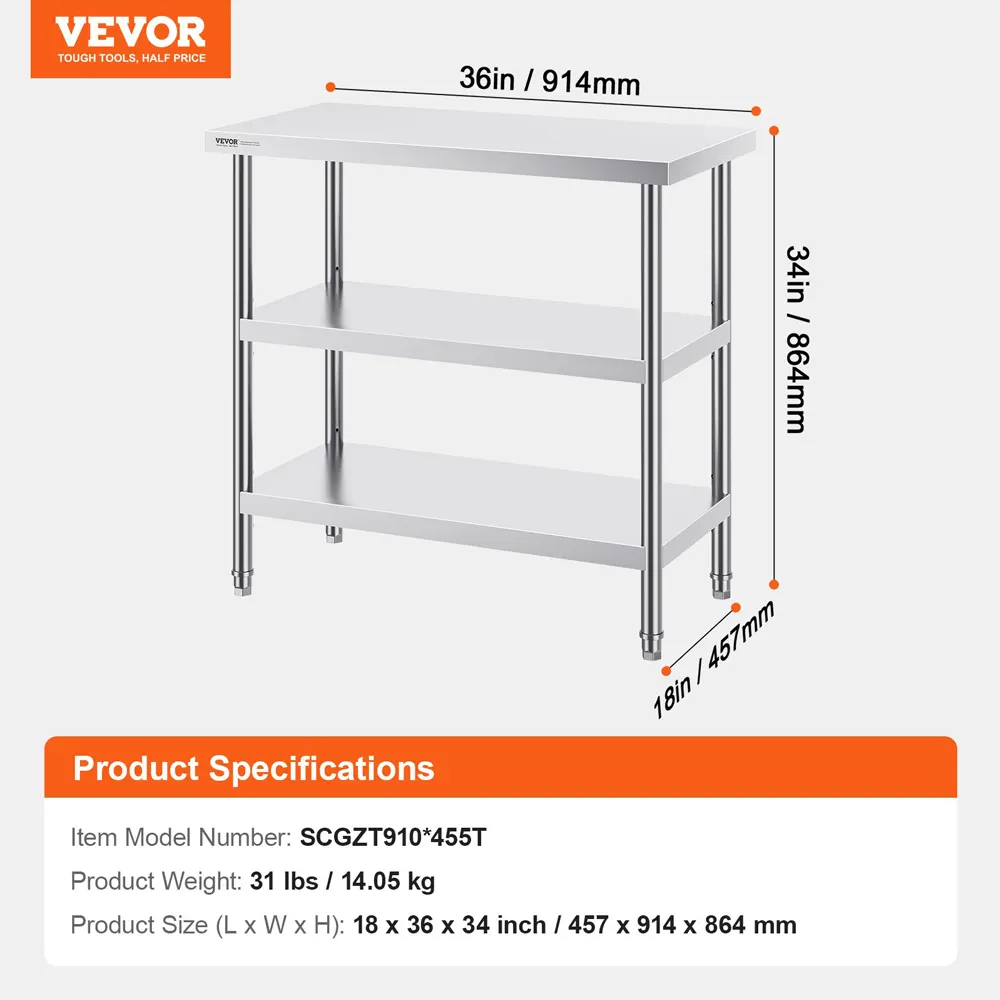 VEVOR
TOUGH TOOLS, HALF PRICE
36in / 914mm
VEVOR
34in / 864mm
18in / 457mm
Product Specifications
Item Model Number: SCGZT910*455T
Product Weight: 31 lbs / 14.05 kg
Product Size (L x W x H): 18 x 36 x 34 inch / 457 x 914 x 864 mm